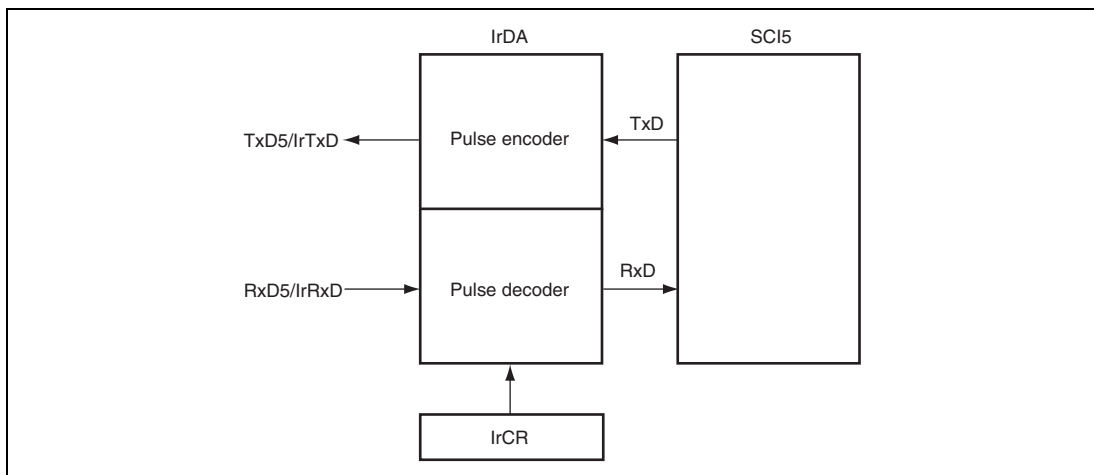 IrDA
SCI5
TxD5/IrTxD
Pulse encoder
TxD
RxD5/IrRxD
Pulse decoder
RxD
IrCR